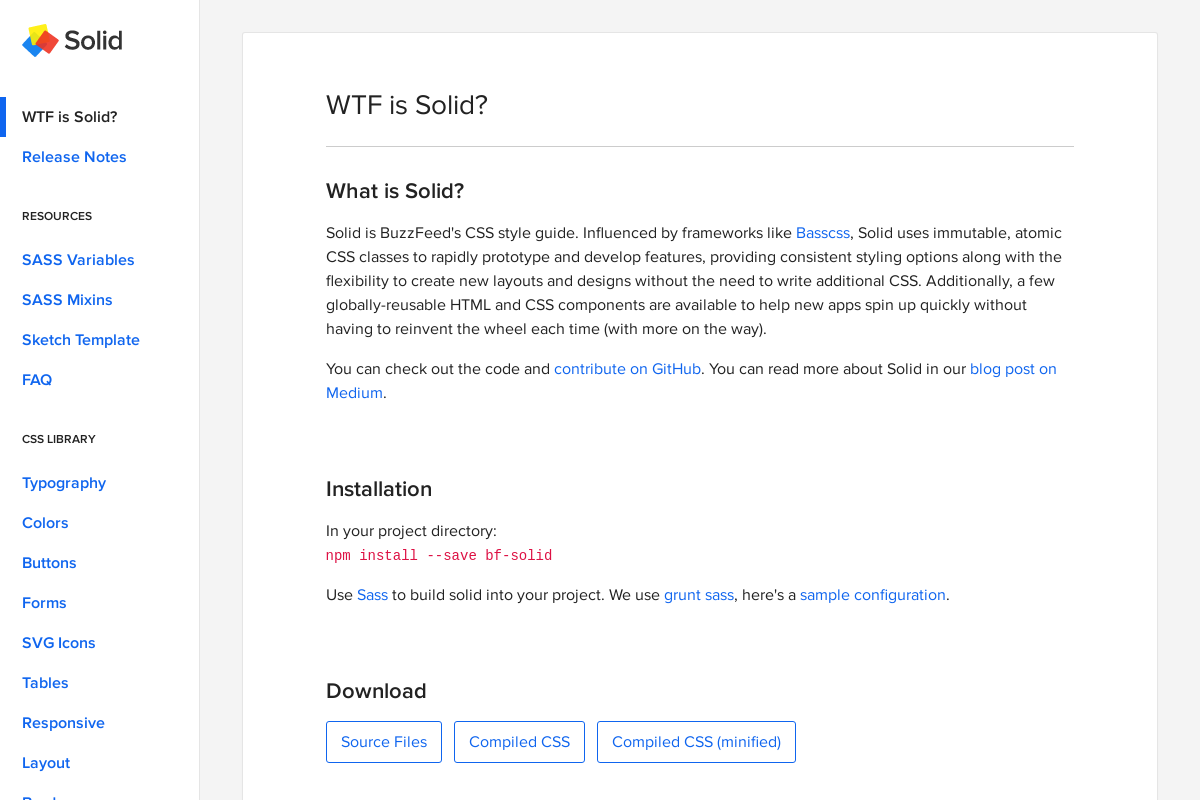 Solid
WTF is Solid?
Release Notes
RESOURCES
SASS Variables
SASS Mixins
Sketch Template
FAQ
CSS LIBRARY
Typography
Colors
Buttons
Forms
SVG Icons
Tables
Responsive
Layout
WTF is Solid?
What is Solid?
Solid is BuzzFeed's CSS style guide. Influenced by frameworks like Basscss, Solid uses immutable, atomic
CSS classes to rapidly prototype and develop features, providing consistent styling options along with the
flexibility to create new layouts and designs without the need to write additional CSS. Additionally, a few
globally-reusable HTML and CSS components are available to help new apps spin up quickly without
having to reinvent the wheel each time (with more on the way).
You can check out the code and contribute on GitHub. You can read more about Solid in our blog post on
Medium.
Installation
In your project directory:
npm install --save bf-solid
Use Sass to build solid into your project. We use grunt sass, here's a sample configuration.
Download
Source Files
Compiled CSS
Compiled CSS (minified)